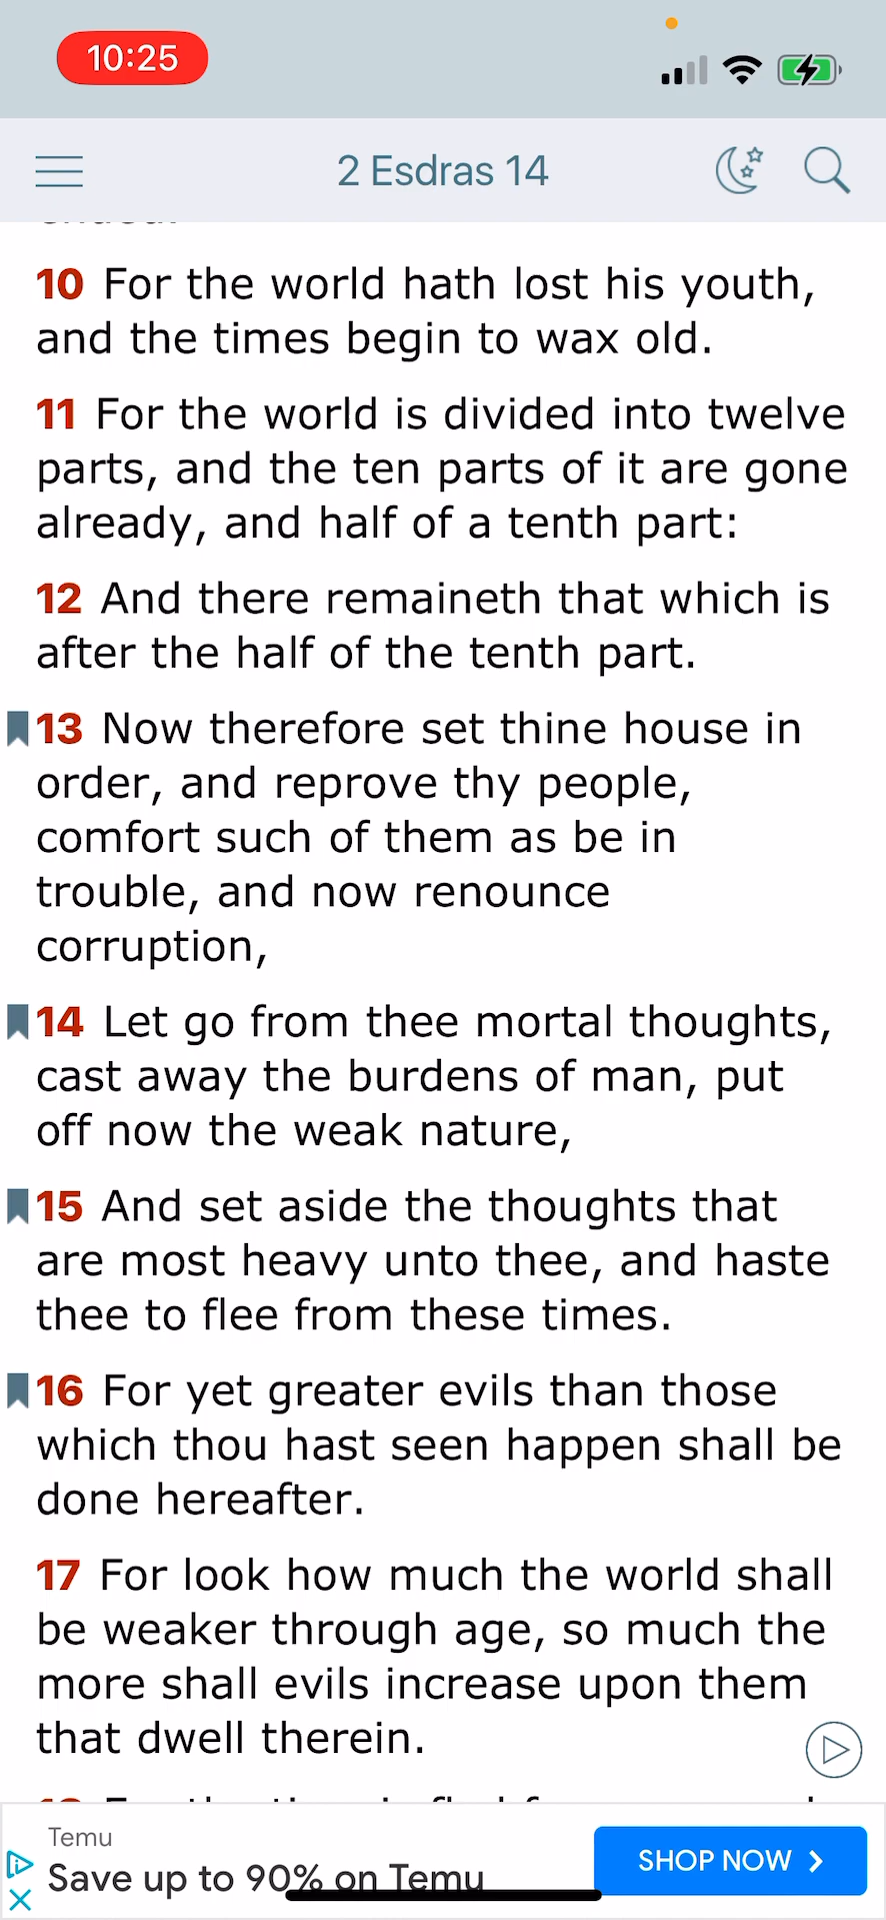 10:25
2 Esdras 14
10 For the world hath lost his youth,
and the times begin to wax old.
11 For the world is divided into twelve
parts, and the ten parts of it are gone
already, and half of a tenth part:
12 And there remaineth that which is
after the half of the tenth part.
13 Now therefore set thine house in
order, and reprove thy people,
comfort such of them as be in
trouble, and now renounce
corruption,
14 Let go from thee mortal thoughts,
cast away the burdens of man, put
off now the weak nature,
15 And set aside the thoughts that
are most heavy unto thee, and haste
thee to flee from these times.
16 For yet greater evils than those
which thou hast seen happen shall be
done hereafter.
17 For look how much the world shall
be weaker through age, so much the
more shall evils increase upon them
that dwell therein.
Temu
Save up to 90% on Temu
SHOP NOW